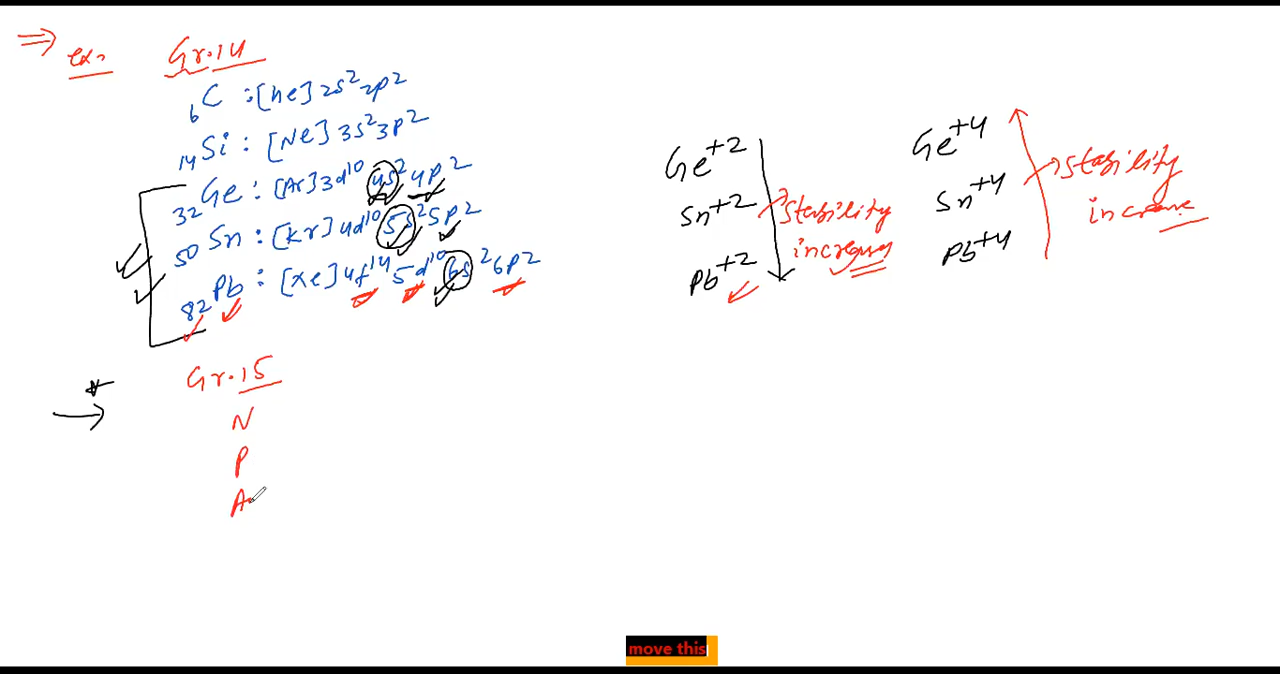 ⇒ ex:- Gr.14
₆C : [he] 2s² 2p²
₁₄Si : [Ne] 3s² 3p²
₃₂Ge : [Ar] 3d¹⁰ 4s² 4p²
₅₀Sn : [kr] 4d¹⁰ 5s² 5p²
₈₂Pb : [xe] 4f¹⁴ 5d¹⁰ 6s² 6p²
Ge⁺²
Sn⁺²
Pb⁺²
stability
increases
Ge⁺⁴
Sn⁺⁴
Pb⁺⁴
stability
increase
* → Gr.15
N
P
A
move this